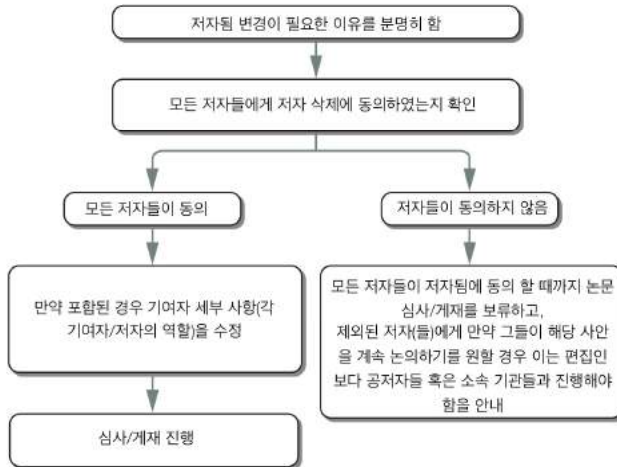 저자됨 변경이 필요한 이유를 분명히 함
모든 저자들에게 저자 삭제에 동의하였는지 확인
모든 저자들이 동의
저자들이 동의하지 않음
만약 포함된 경우 기여자 세부 사항(각
기여자/저자의 역할)을 수정
모든 저자들이 저자됨에 동의 할 때까지 논문
심사/게재를 보류하고,
제외된 저자(들)에게 만약 그들이 해당 사안
을 계속 논의하기를 원할 경우 이는 편집인
보다 공저자들 혹은 소속 기관들과 진행해야
함을 안내
심사/게재 진행